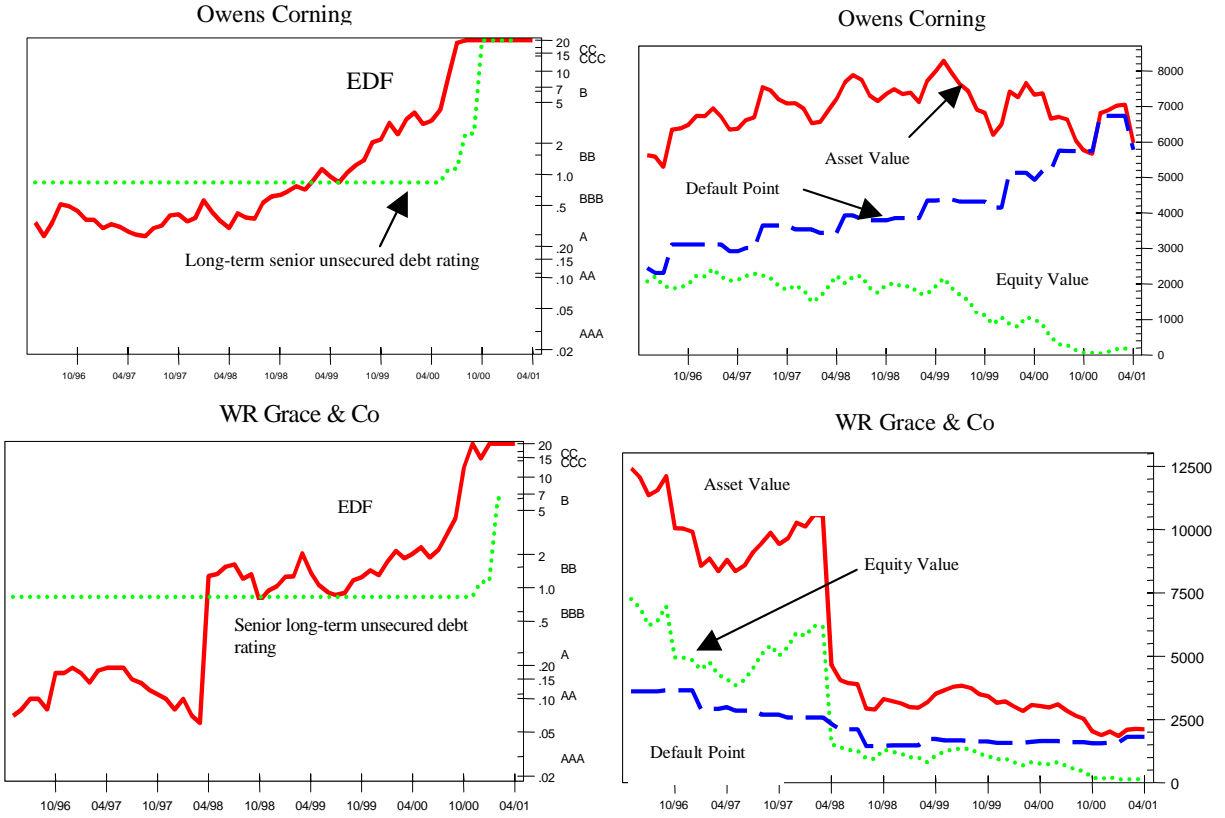 Owens Corning
20
CC
15
CCC
10
7
B
5
2
BB
1.0
BBB
.5
A
.20
.15
AA
.10
.05
AAA
.02
EDF
Long-term senior unsecured debt rating
10/96 04/97 10/97 04/98 10/98 04/99 10/99 04/00 10/00 04/01
Owens Corning
8000
7000
6000
5000
4000
3000
2000
1000
0
Asset Value
Default Point
Equity Value
10/96 04/97 10/97 04/98 10/98 04/99 10/99 04/00 10/00 04/01
WR Grace & Co
20
CC
15
CCC
10
7
B
5
2
BB
1.0
BBB
.5
A
.20
.15
AA
.10
.05
AAA
.02
EDF
Senior long-term unsecured debt
rating
10/96 04/97 10/97 04/98 10/98 04/99 10/99 04/00 10/00 04/01
WR Grace & Co
12500
10000
7500
5000
2500
0
Asset Value
Equity Value
Default Point
10/96 04/97 10/97 04/98 10/98 04/99 10/99 04/00 10/00 04/01